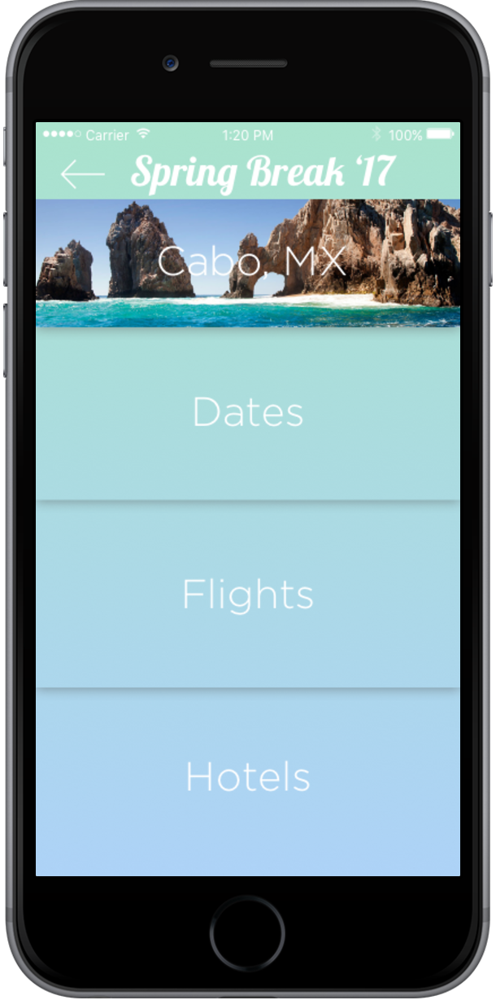 Carrier 1:20 PM 100%
Spring Break ‘17
Cabo, MX
Dates
Flights
Hotels